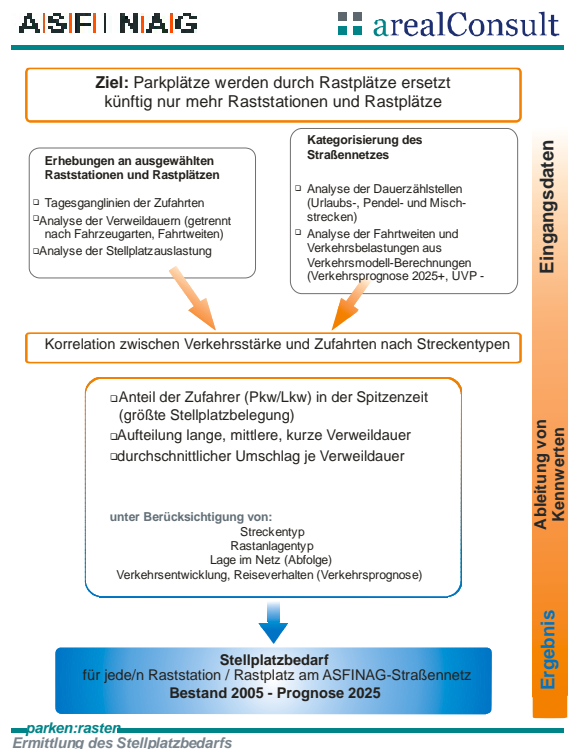 ASFINAG
arealConsult
Ziel: Parkplätze werden durch Rastplätze ersetzt
künftig nur mehr Raststationen und Rastplätze
Erhebungen an ausgewählten
Raststationen und Rastplätzen
❑ Tagesganglinien der Zufahrten
❑Analyse der Verweildauern (getrennt
nach Fahrzeugarten, Fahrtweiten)
❑Analyse der Stellplatzauslastung
Kategorisierung des
Straßennetzes
❑ Analyse der Dauerzählstellen
(Urlaubs-, Pendel- und Misch-
strecken)
❑ Analyse der Fahrtweiten und
Verkehrsbelastungen aus
Verkehrsmodell-Berechnungen
(Verkehrsprognose 2025+, UVP -
Eingangsdaten
Korrelation zwischen Verkehrsstärke und Zufahrten nach Streckentypen
❑Anteil der Zufahrer (Pkw/Lkw) in der Spitzenzeit
(größte Stellplatzbelegung)
❑Aufteilung lange, mittlere, kurze Verweildauer
❑durchschnittlicher Umschlag je Verweildauer
unter Berücksichtigung von:
Streckentyp
Rastanlagentyp
Lage im Netz (Abfolge)
Verkehrsentwicklung, Reiseverhalten (Verkehrsprognose)
Ableitung von
Kennwerten
Stellplatzbedarf
für jede/n Raststation / Rastplatz am ASFINAG-Straßennetz
Bestand 2005 - Prognose 2025
Ergebnis
parken:rasten
Ermittlung des Stellplatzbedarfs